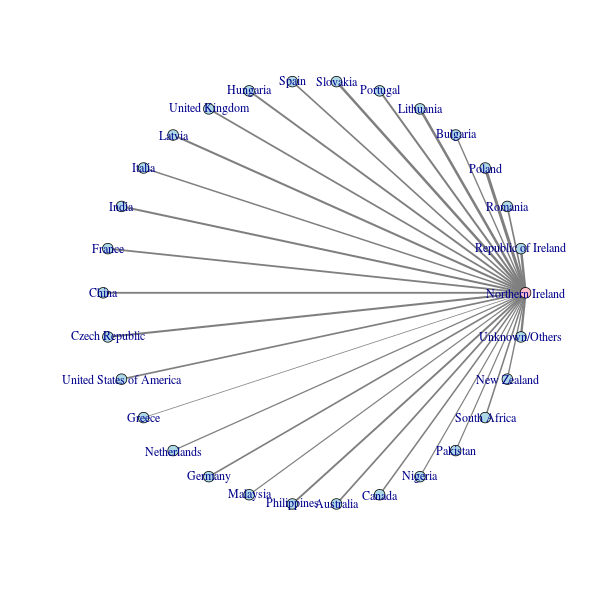 Spain
Slovakia
Hungaria
Portugal
United Kingdom
Lithuania
Latvia
Bulgaria
Italia
Poland
India
Romania
France
Republic of Ireland
China
Northern Ireland
Czech Republic
Unknown/Others
United States of America
New Zealand
Greece
South Africa
Netherlands
Pakistan
Germany
Nigeria
Malaysia
Canada
Philippines
Australia